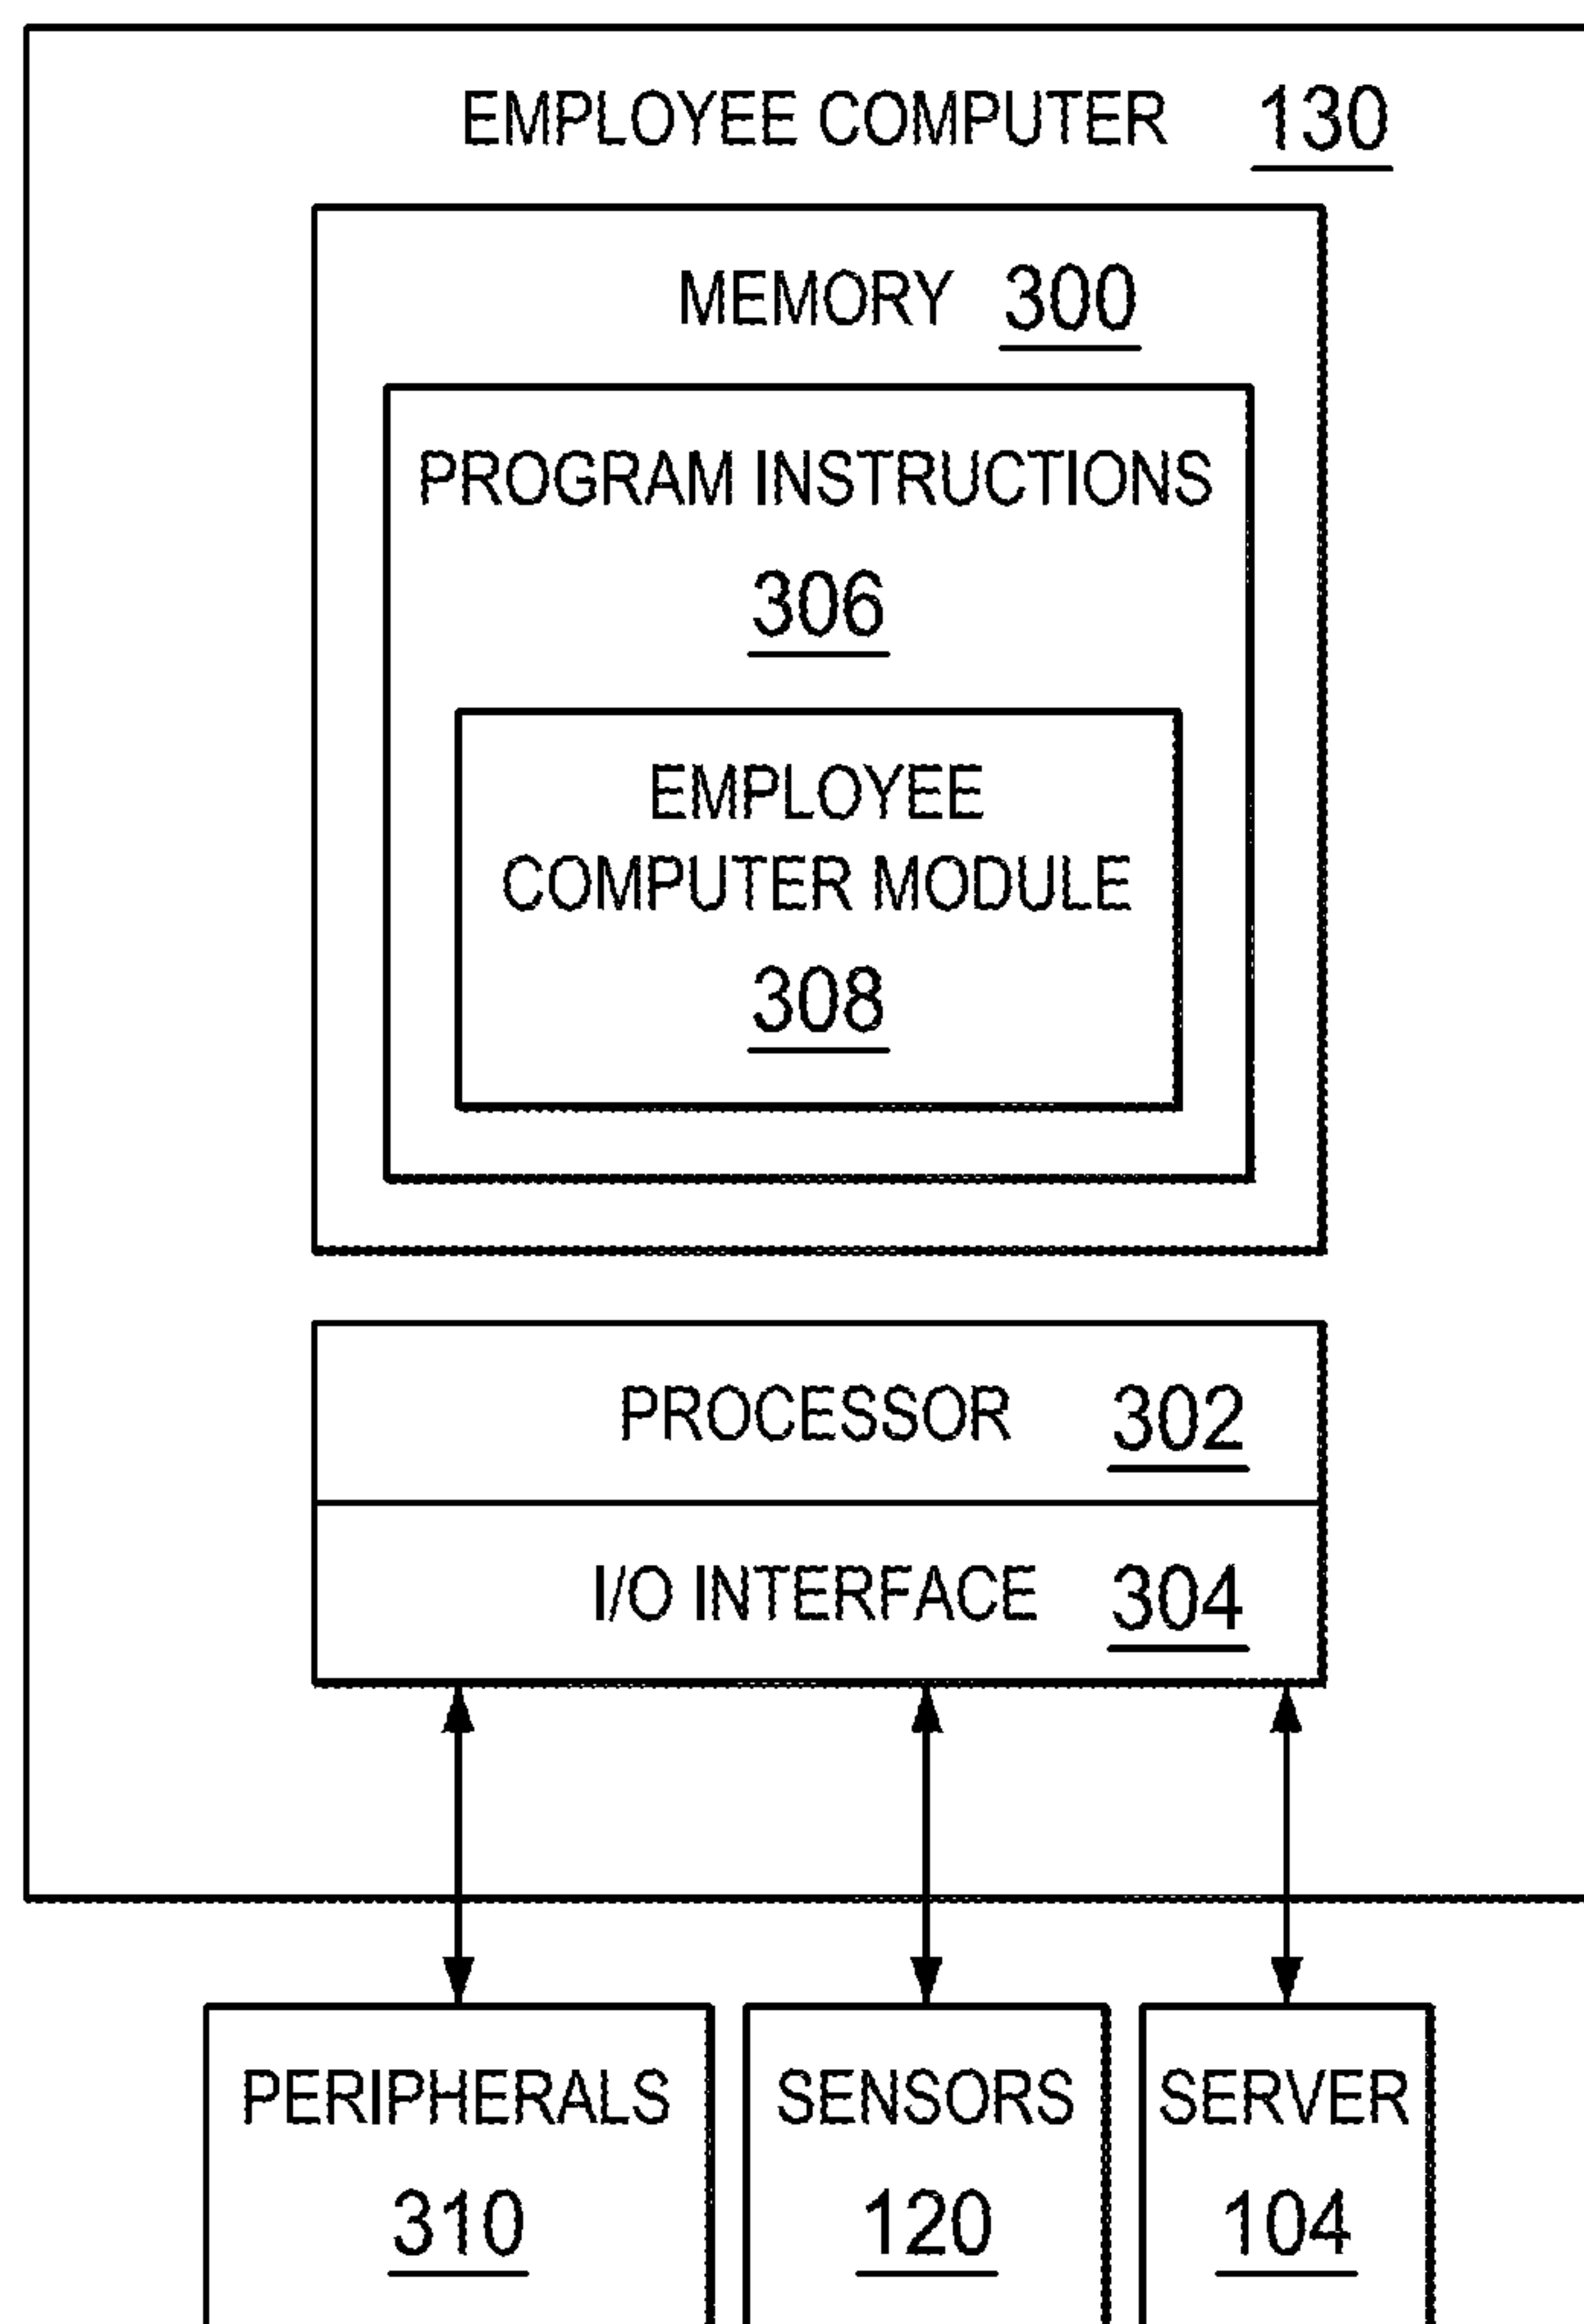 EMPLOYEE COMPUTER 130
MEMORY 300
PROGRAM INSTRUCTIONS
306
EMPLOYEE
COMPUTER MODULE
308
PROCESSOR 302
I/O INTERFACE 304
PERIPHERALS
310
SENSORS
120
SERVER
104